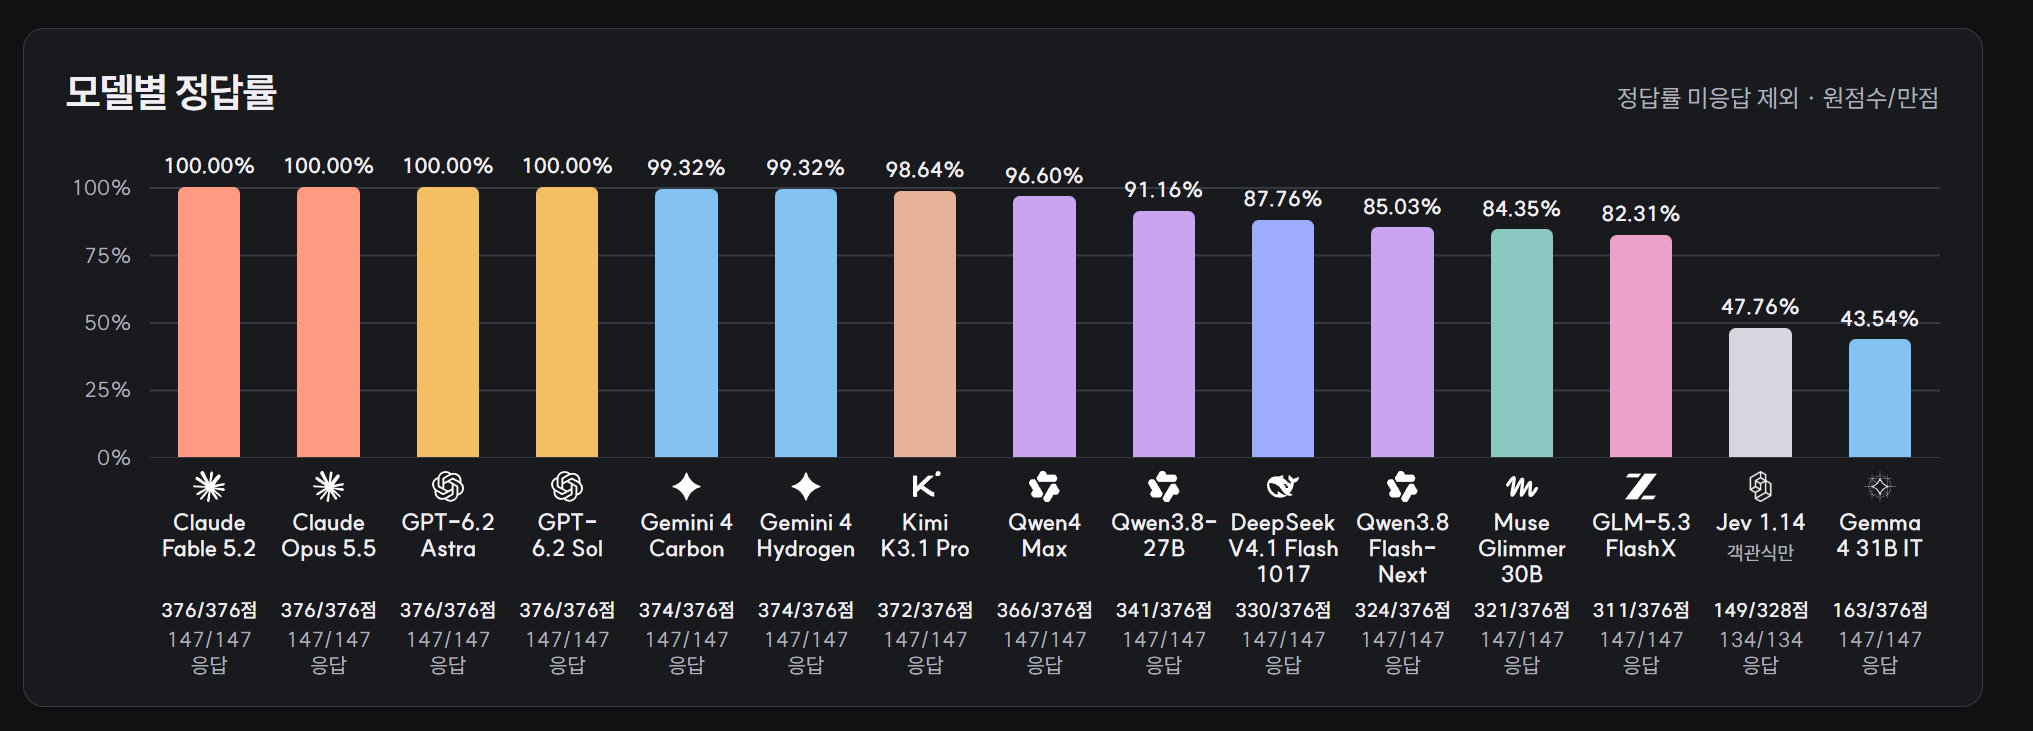 모델별 정답률
정답률 미응답 제외 · 원점수/만점
100.00% 100.00% 100.00% 100.00% 99.32% 99.32% 98.64% 96.60% 91.16% 87.76% 85.03% 84.35% 82.31% 47.76% 43.54%
100%
75%
50%
25%
0%
Claude
Fable 5.2
376/376점
147/147
응답
Claude
Opus 5.5
376/376점
147/147
응답
GPT-6.2
Astra
376/376점
147/147
응답
GPT-
6.2 Sol
376/376점
147/147
응답
Gemini 4
Carbon
374/376점
147/147
응답
Gemini 4
Hydrogen
374/376점
147/147
응답
Kimi
K3.1 Pro
372/376점
147/147
응답
Qwen4
Max
366/376점
147/147
응답
Qwen3.8-
27B
341/376점
147/147
응답
DeepSeek
V4.1 Flash
1017
330/376점
147/147
응답
Qwen3.8
Flash-
Next
324/376점
147/147
응답
Muse
Glimmer
30B
321/376점
147/147
응답
GLM-5.3
FlashX
311/376점
147/147
응답
Jev 1.14
객관식만
149/328점
134/134
응답
Gemma
4 31B IT
163/376점
147/147
응답